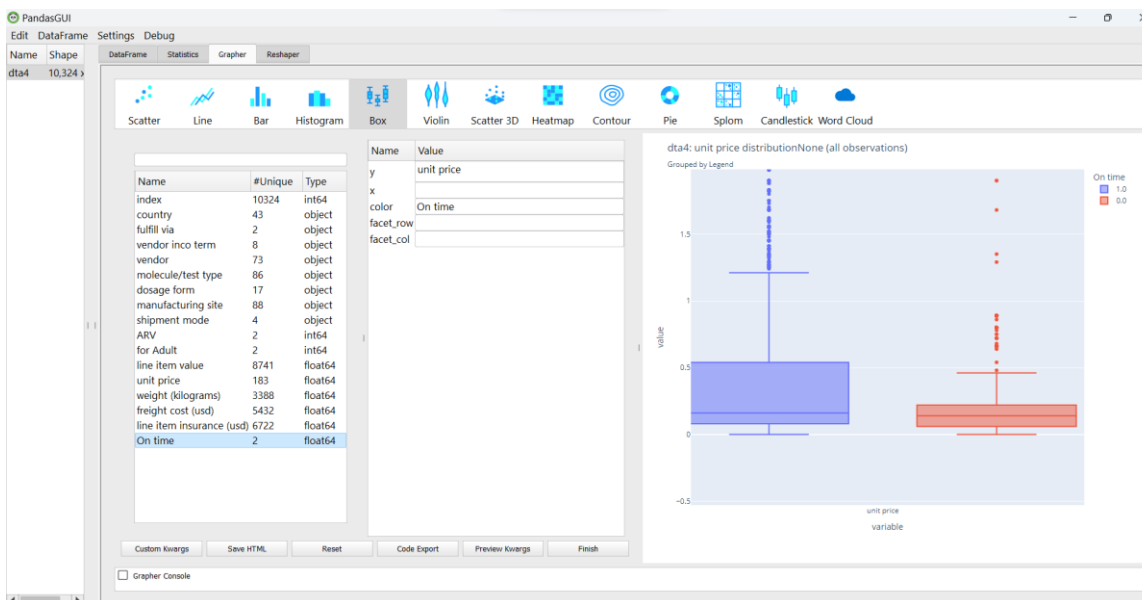 PandasGUI
Edit DataFrame Settings Debug
Name Shape
dta4 10,324 x
DataFrame Statistics Grapher Reshaper
Scatter Line Bar Histogram Box Violin Scatter 3D Heatmap Contour Pie Splom Candlestick Word Cloud
Name #Unique Type
index 10324 int64
country 43 object
fulfill via 2 object
vendor inco term 8 object
vendor 73 object
molecule/test type 86 object
dosage form 17 object
manufacturing site 88 object
shipment mode 4 object
ARV 2 int64
for Adult 2 int64
line item value 8741 float64
unit price 183 float64
weight (kilograms) 3388 float64
freight cost (usd) 5432 float64
line item insurance (usd) 6722 float64
On time 2 float64
Name Value
y unit price
x
color On time
facet_row
facet_col
dta4: unit price distributionNone (all observations)
Grouped by Legend
On time
1.0
0.0
1.5
1
0.5
0
−0.5
value
unit price
variable
Custom Kwargs Save HTML Reset Code Export Preview Kwargs Finish
Grapher Console